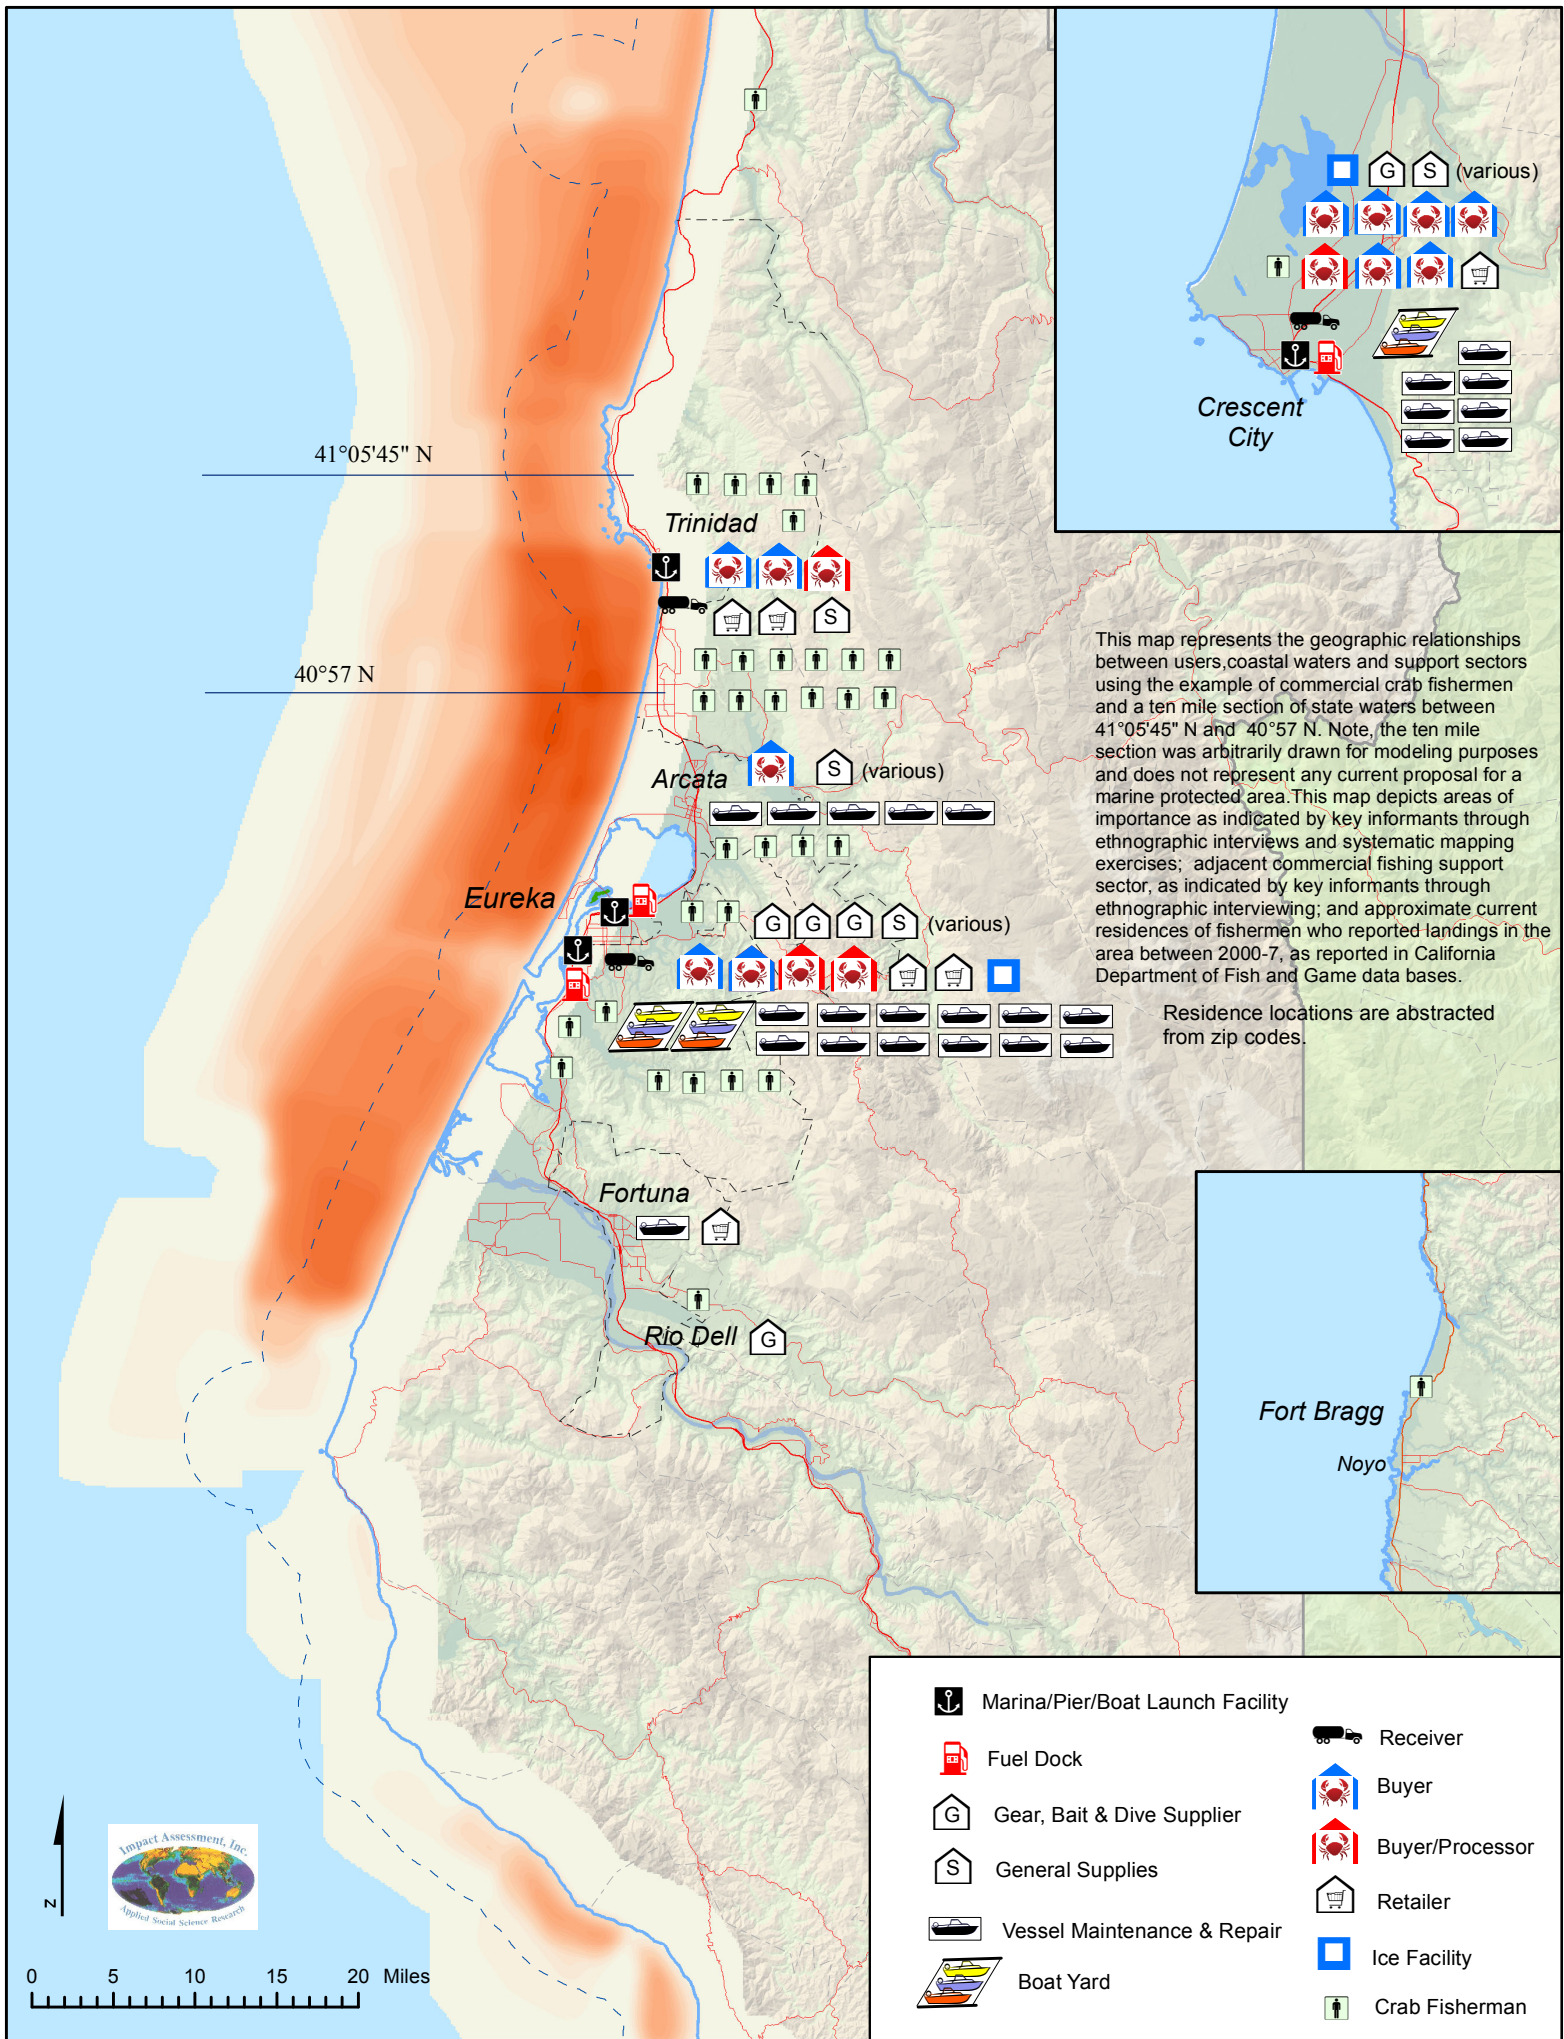 G S (various)
Crescent
City
41°05'45" N
Trinidad
S
40°57 N
This map represents the geographic relationships
between users,coastal waters and support sectors
using the example of commercial crab fishermen
and a ten mile section of state waters between
41°05'45" N and 40°57 N. Note, the ten mile
section was arbitrarily drawn for modeling purposes
and does not represent any current proposal for a
marine protected area.This map depicts areas of
importance as indicated by key informants through
ethnographic interviews and systematic mapping
exercises; adjacent commercial fishing support
sector, as indicated by key informants through
ethnographic interviewing; and approximate current
residences of fishermen who reported landings in the
area between 2000-7, as reported in California
Department of Fish and Game data bases.
Residence locations are abstracted
from zip codes.
Arcata S (various)
Eureka
G G G S (various)
Fortuna
Rio Dell G
Fort Bragg
Noyo
Marina/Pier/Boat Launch Facility
Fuel Dock
G Gear, Bait & Dive Supplier
S General Supplies
Vessel Maintenance & Repair
Boat Yard
Receiver
Buyer
Buyer/Processor
Retailer
Ice Facility
Crab Fisherman
Impact Assessment, Inc.
Applied Social Science Research
N
0 5 10 15 20 Miles